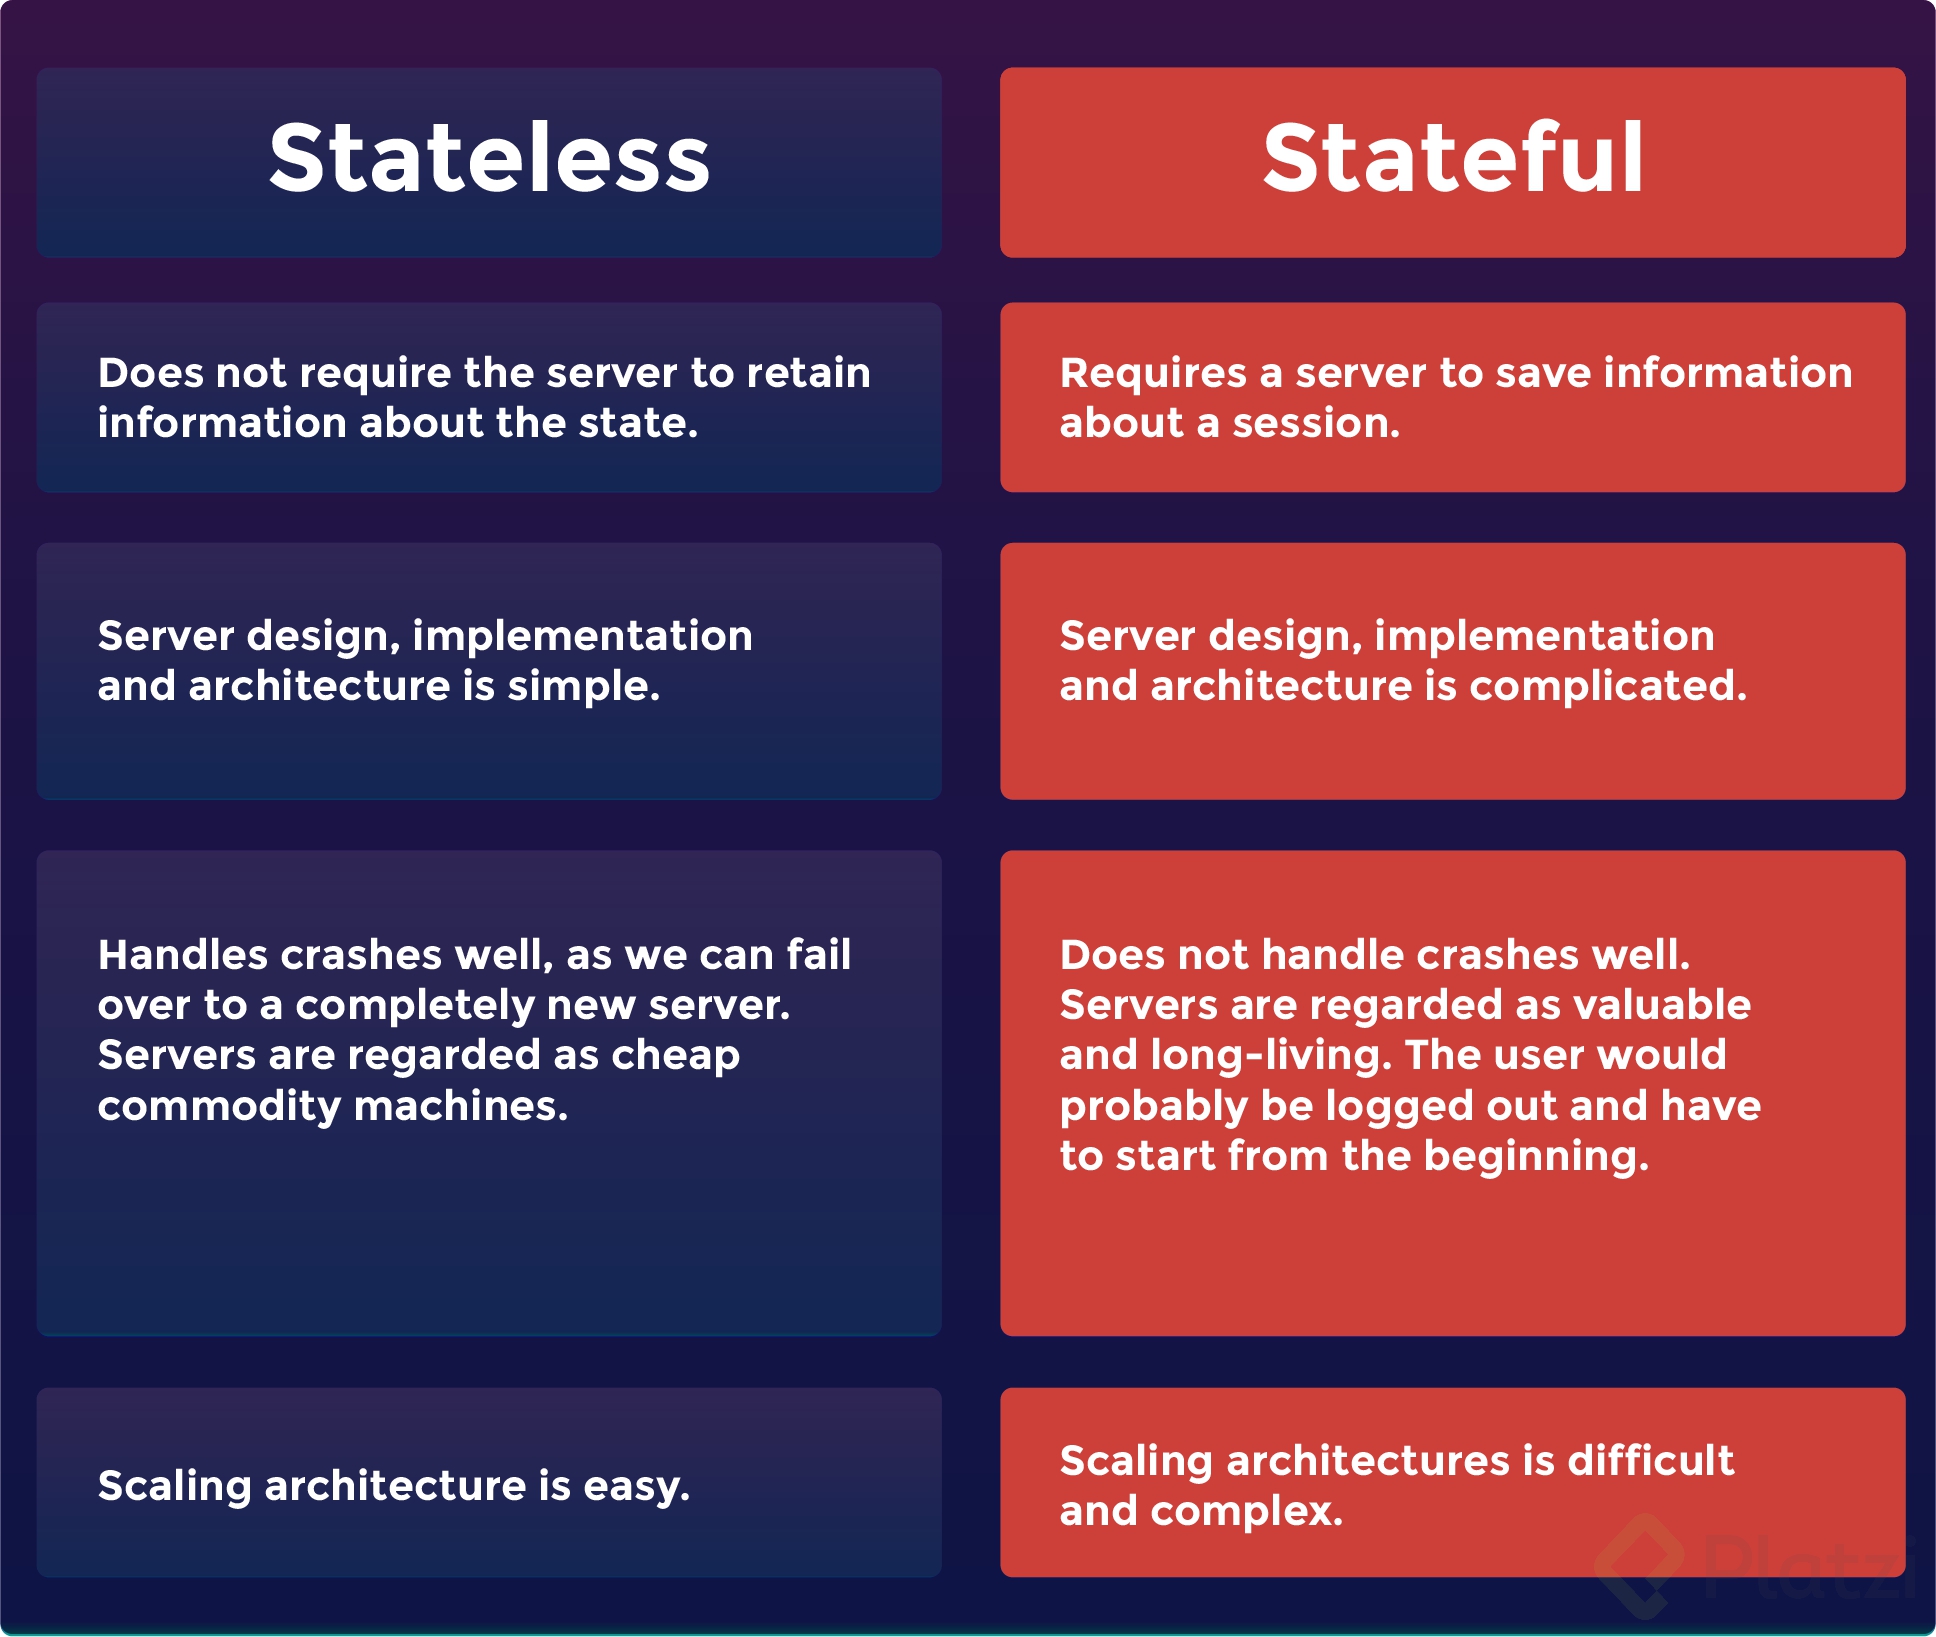 Stateless
Stateful
Does not require the server to retain
information about the state.
Requires a server to save information
about a session.
Server design, implementation
and architecture is simple.
Server design, implementation
and architecture is complicated.
Handles crashes well, as we can fail
over to a completely new server.
Servers are regarded as cheap
commodity machines.
Does not handle crashes well.
Servers are regarded as valuable
and long-living. The user would
probably be logged out and have
to start from the beginning.
Scaling architecture is easy.
Scaling architectures is difficult
and complex.
Platzi